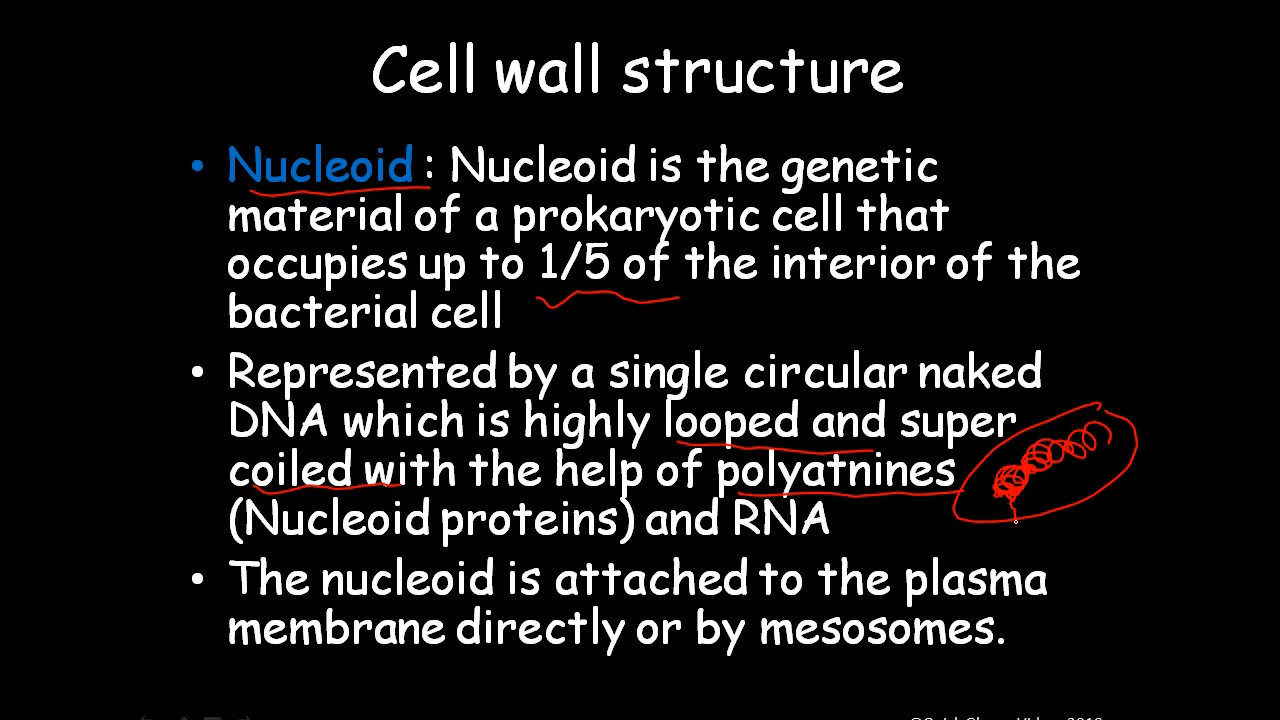 Cell wall structure
• Nucleoid : Nucleoid is the genetic
material of a prokaryotic cell that
occupies up to 1/5 of the interior of the
bacterial cell
• Represented by a single circular naked
DNA which is highly looped and super
coiled with the help of polyatnines
(Nucleoid proteins) and RNA
• The nucleoid is attached to the plasma
membrane directly or by mesosomes.